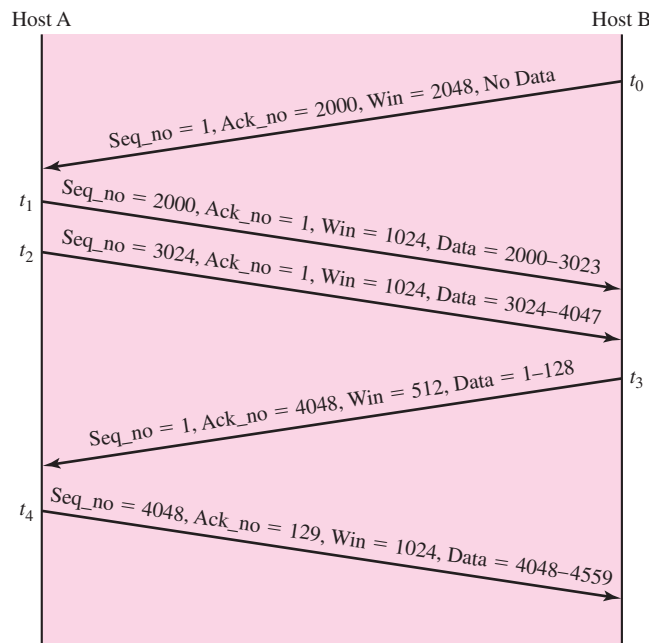 Host A
Host B
t0
Seq_no = 1, Ack_no = 2000, Win = 2048, No Data
t1
Seq_no = 2000, Ack_no = 1, Win = 1024, Data = 2000–3023
t2
Seq_no = 3024, Ack_no = 1, Win = 1024, Data = 3024–4047
t3
Seq_no = 1, Ack_no = 4048, Win = 512, Data = 1–128
t4
Seq_no = 4048, Ack_no = 129, Win = 1024, Data = 4048–4559